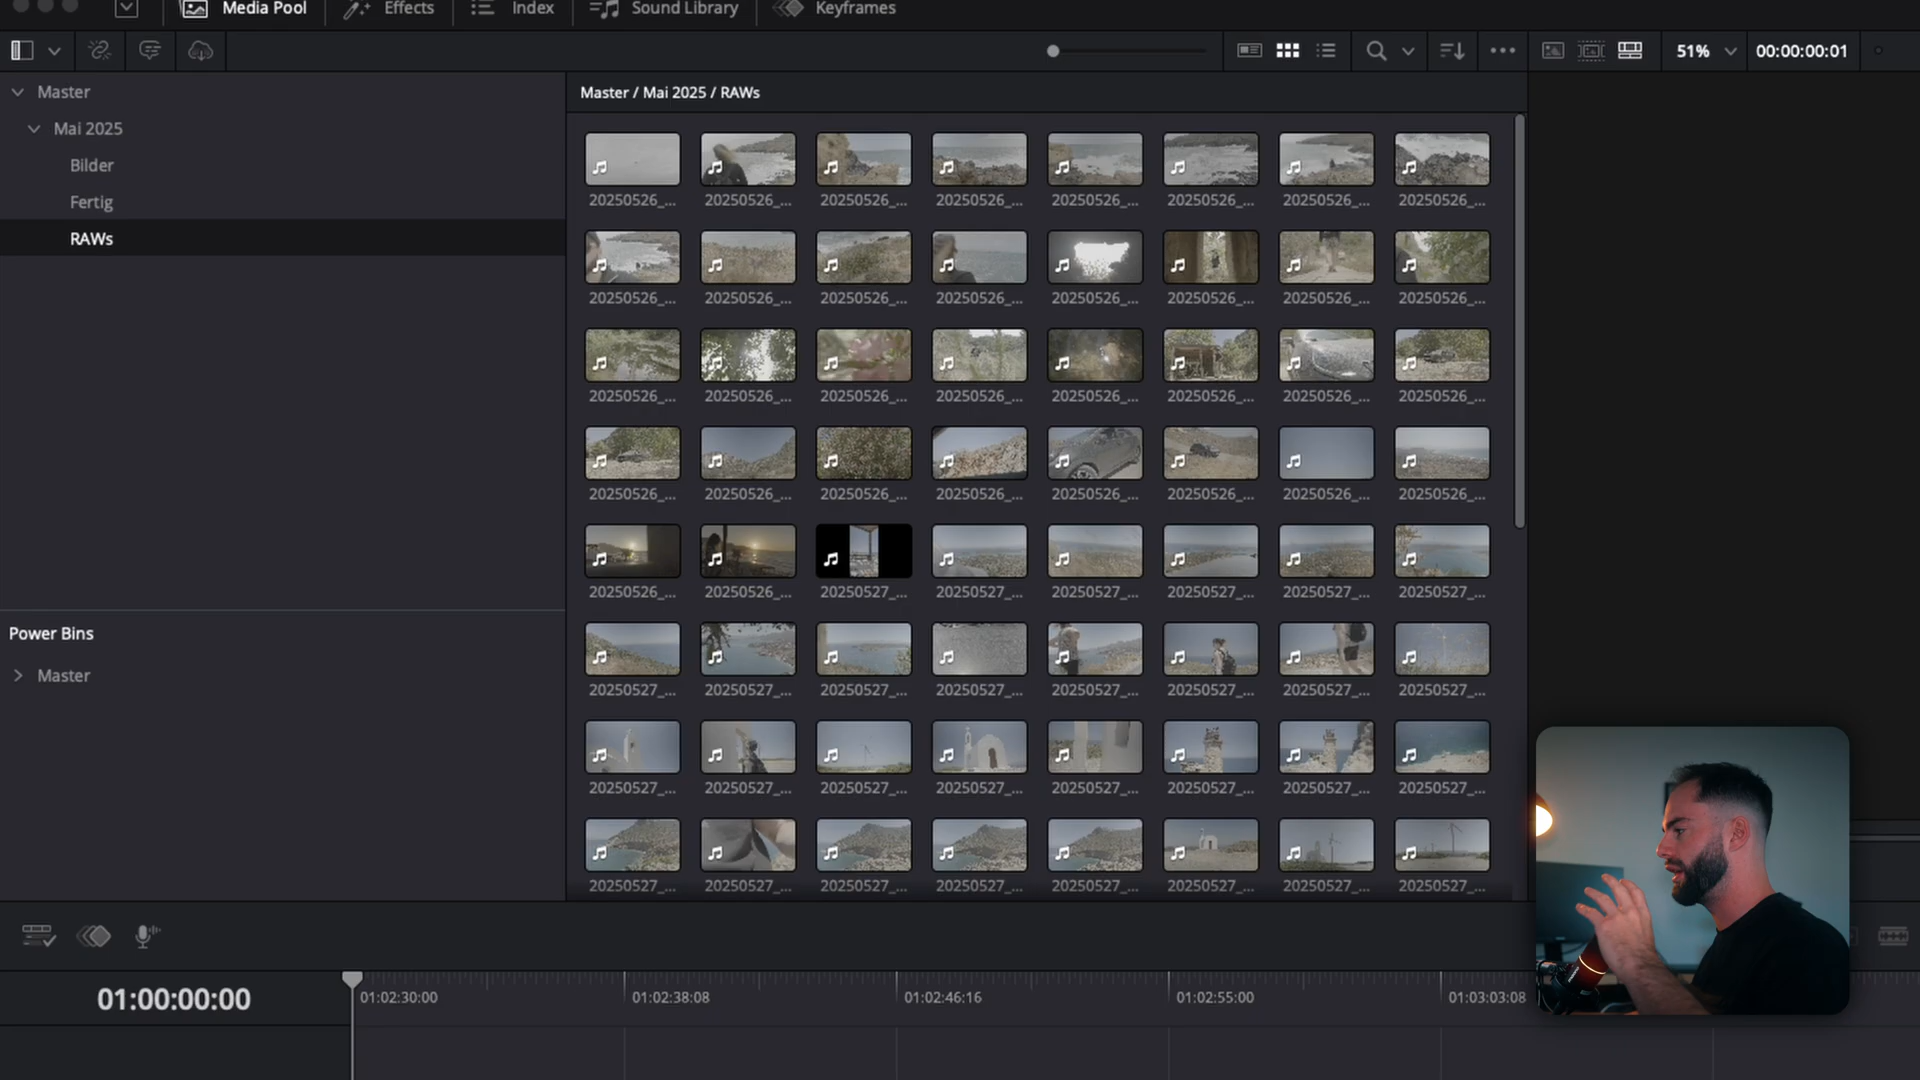 Media Pool Effects Index Sound Library Keyframes
51% 00:00:00:01
Master
Mai 2025
Bilder
Fertig
RAWs
Power Bins
Master
Master / Mai 2025 / RAWs
20250526_... 20250526_... 20250526_... 20250526_... 20250526_... 20250526_... 20250526_... 20250526_...
20250526_... 20250526_... 20250526_... 20250526_... 20250526_... 20250526_... 20250526_... 20250526_...
20250526_... 20250526_... 20250526_... 20250526_... 20250526_... 20250526_... 20250526_... 20250526_...
20250526_... 20250526_... 20250526_... 20250526_... 20250526_... 20250526_... 20250526_... 20250526_...
20250526_... 20250526_... 20250527_... 20250527_... 20250527_... 20250527_... 20250527_... 20250527_...
20250527_... 20250527_... 20250527_... 20250527_... 20250527_... 20250527_... 20250527_... 20250527_...
20250527_... 20250527_... 20250527_... 20250527_... 20250527_... 20250527_... 20250527_... 20250527_...
20250527_... 20250527_... 20250527_... 20250527_... 20250527_... 20250527_... 20250527_... 20250527_...
01:00:00:00
01:02:30:00 01:02:38:08 01:02:46:16 01:02:55:00 01:03:03:08